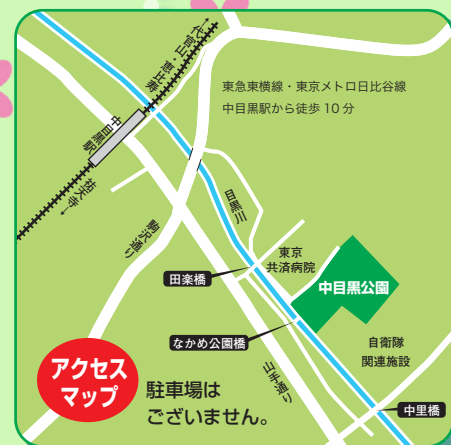 ←代官山・恵比寿
東急東横線・東京メトロ日比谷線
中目黒駅から徒歩 10 分
中目黒駅
祐天寺→
駒沢通り
目黒川
東京
共済病院
田楽橋
中目黒公園
なかめ公園橋
自衛隊
関連施設
山手通り
アクセス
マップ
駐車場は
ございません。
中里橋